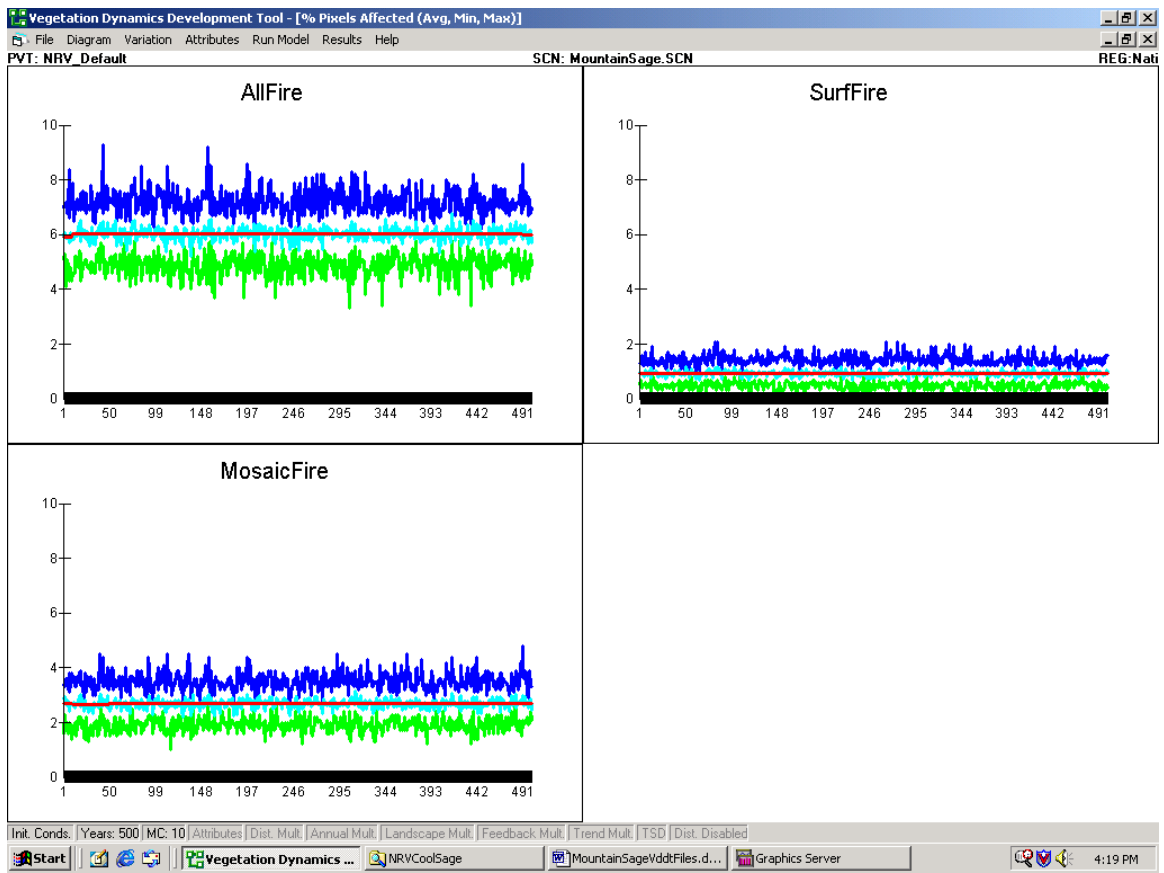 Vegetation Dynamics Development Tool - [% Pixels Affected (Avg, Min, Max)]
File Diagram Variation Attributes Run Model Results Help
PVT: NRV_Default SCN: MountainSage.SCN REG:Nati
AllFire
10
8
6
4
2
0
1 50 99 148 197 246 295 344 393 442 491
SurfFire
10
8
6
4
2
0
1 50 99 148 197 246 295 344 393 442 491
MosaicFire
10
8
6
4
2
0
1 50 99 148 197 246 295 344 393 442 491
Init. Conds. Years: 500 MC: 10 Attributes Dist. Mult. Annual Mult. Landscape Mult. Feedback Mult. Trend Mult. TSD Dist. Disabled
Start Vegetation Dynamics ... NRVCoolSage MountainSageVddtFiles.d... Graphics Server 4:19 PM